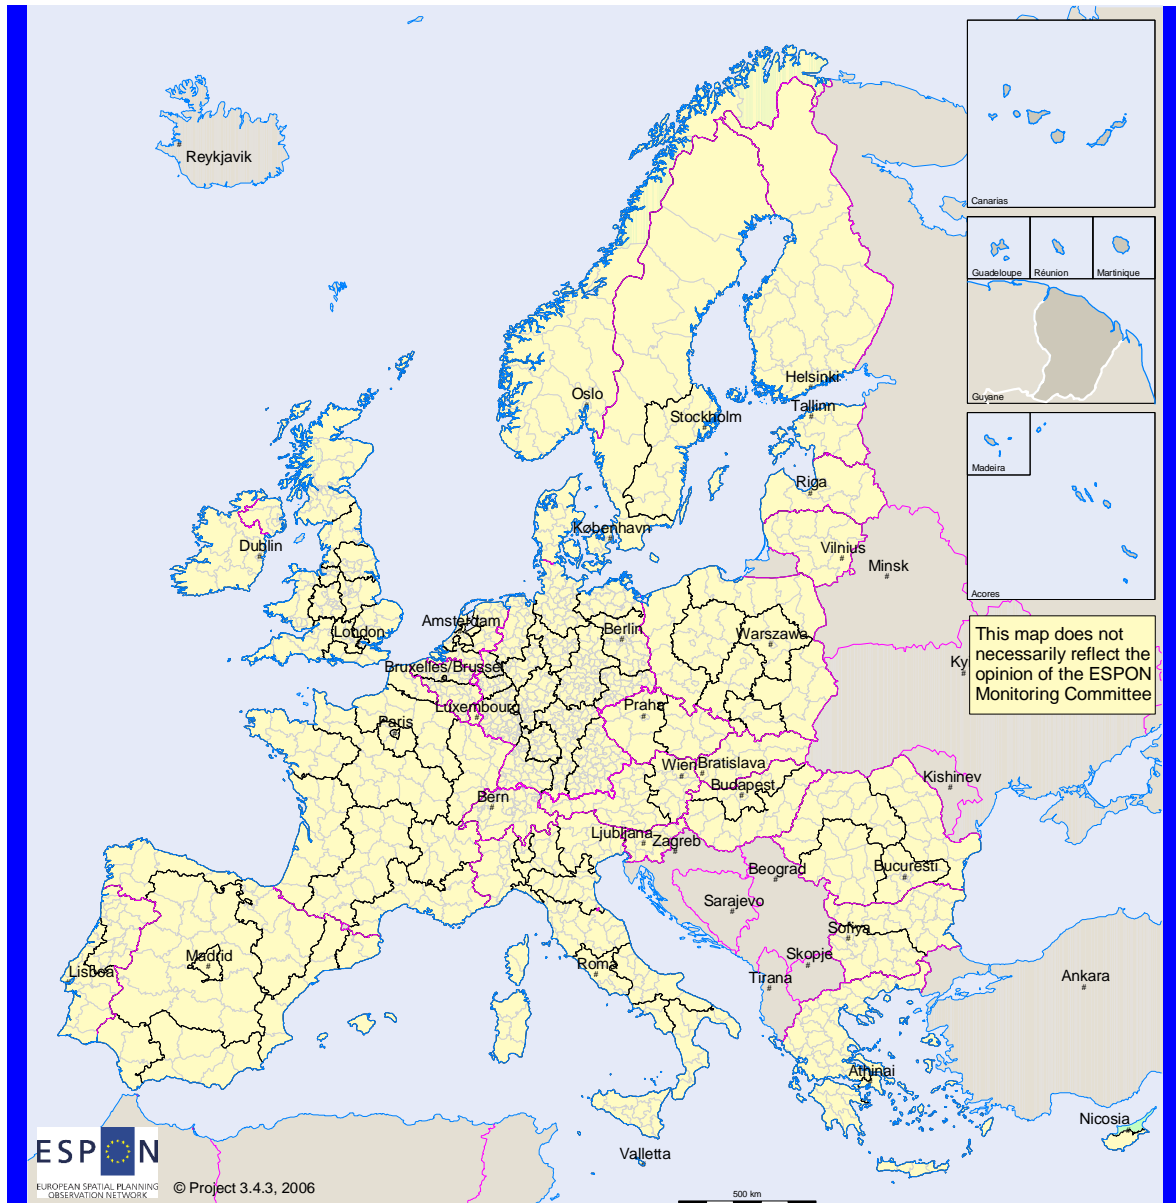 Reykjavik
Canarias
Guadeloupe
Réunion
Martinique
Guyane
Madeira
Acores
Helsinki
Oslo
Tallinn
Stockholm
Riga
København
Dublin
Vilnius
Minsk
Amsterdam
London
Berlin
Warszawa
This map does not
necessarily reflect the
opinion of the ESPON
Monitoring Committee
Ky
Bruxelles/Brussel
Luxembourg
Praha
Paris
Wien
Bratislava
Kishinev
Budapest
Bern
Ljubljana
Zagreb
Beograd
Bucuresti
Sarajevo
Sofiya
Madrid
Skopje
Lisboa
Roma
Tirana
Ankara
Athinai
Nicosia
Valletta
ESPON
EUROPEAN SPATIAL PLANNING
OBSERVATION NETWORK
© Project 3.4.3, 2006
500 km